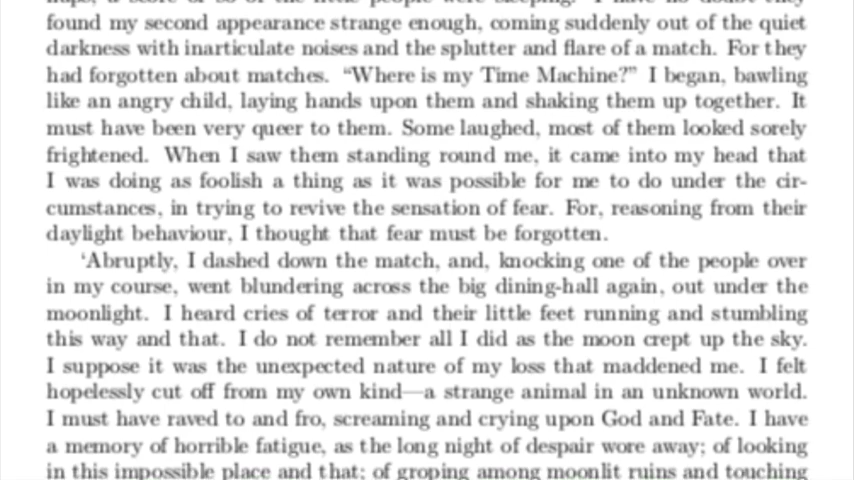 found my second appearance strange enough, coming suddenly out of the quiet
darkness with inarticulate noises and the splutter and flare of a match. For they
had forgotten about matches. “Where is my Time Machine?” I began, bawling
like an angry child, laying hands upon them and shaking them up together. It
must have been very queer to them. Some laughed, most of them looked sorely
frightened. When I saw them standing round me, it came into my head that
I was doing as foolish a thing as it was possible for me to do under the cir-
cumstances, in trying to revive the sensation of fear. For, reasoning from their
daylight behaviour, I thought that fear must be forgotten.
‘Abruptly, I dashed down the match, and, knocking one of the people over
in my course, went blundering across the big dining-hall again, out under the
moonlight. I heard cries of terror and their little feet running and stumbling
this way and that. I do not remember all I did as the moon crept up the sky.
I suppose it was the unexpected nature of my loss that maddened me. I felt
hopelessly cut off from my own kind—a strange animal in an unknown world.
I must have raved to and fro, screaming and crying upon God and Fate. I have
a memory of horrible fatigue, as the long night of despair wore away; of looking
in this impossible place and that; of groping among moonlit ruins and touching